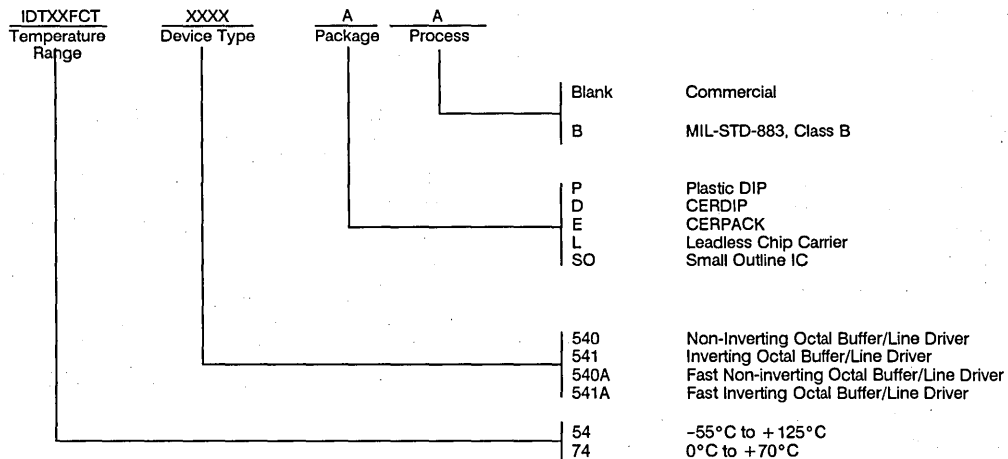 IDTXXFCT XXXX A A
Temperature Range Device Type Package Process
Blank Commercial
B MIL-STD-883, Class B
P Plastic DIP
D CERDIP
E CERPACK
L Leadless Chip Carrier
SO Small Outline IC
540 Non-Inverting Octal Buffer/Line Driver
541 Inverting Octal Buffer/Line Driver
540A Fast Non-inverting Octal Buffer/Line Driver
541A Fast Inverting Octal Buffer/Line Driver
54 -55°C to +125°C
74 0°C to +70°C